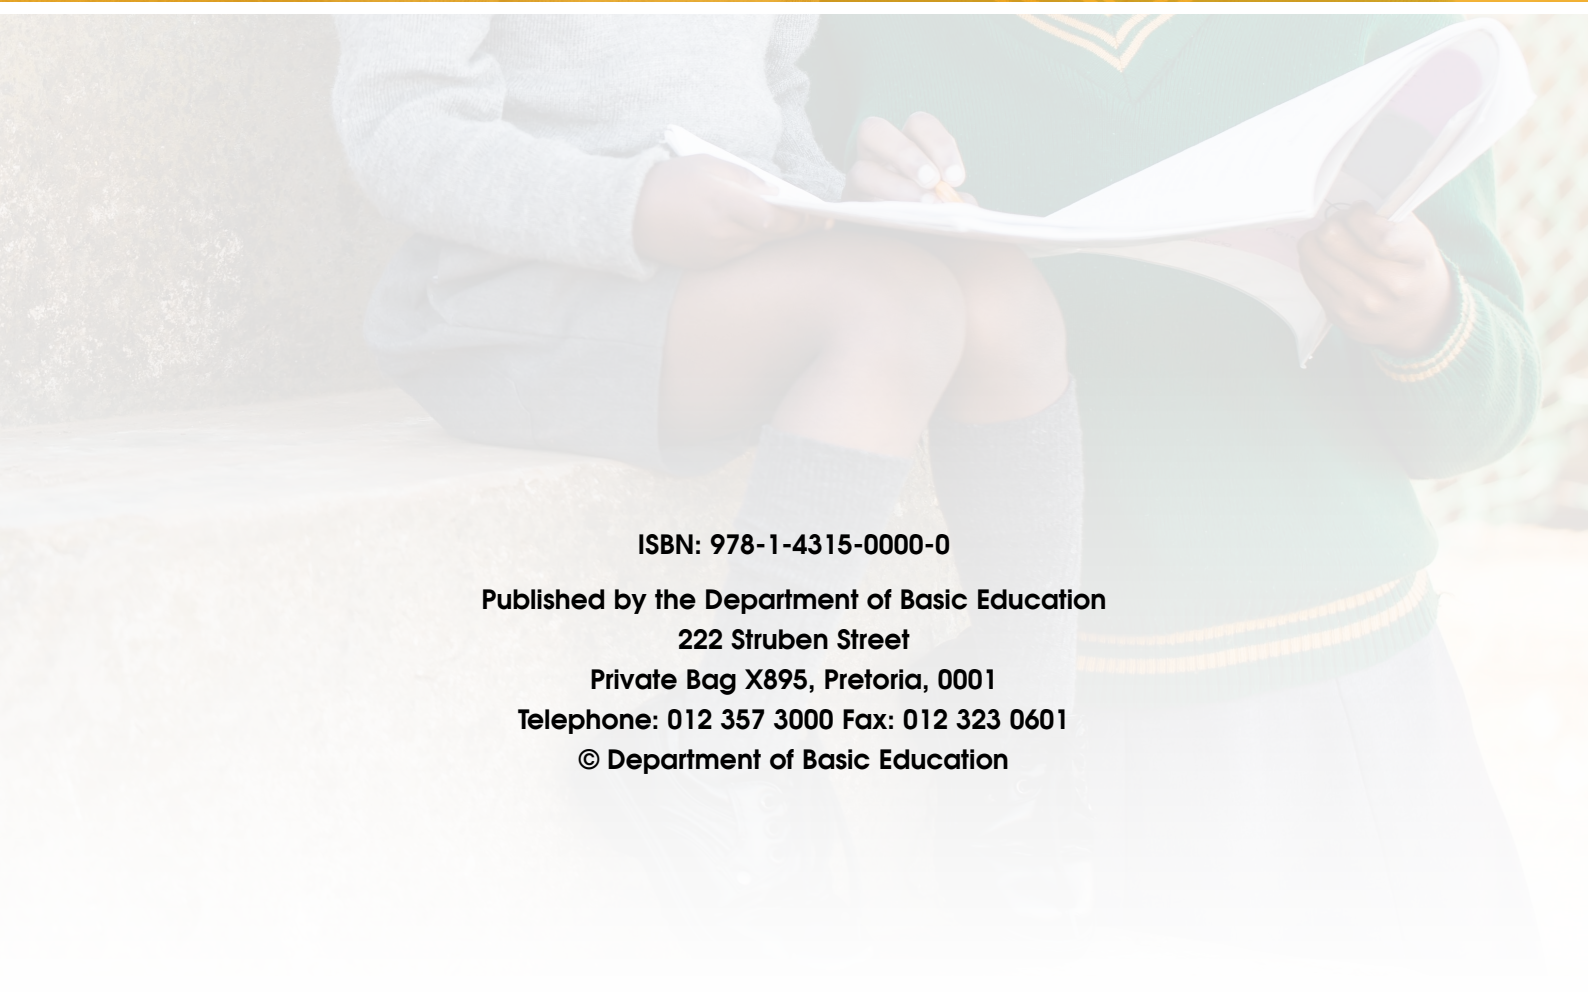 ISBN: 978-1-4315-0000-0
Published by the Department of Basic Education
222 Struben Street
Private Bag X895, Pretoria, 0001
Telephone: 012 357 3000 Fax: 012 323 0601
© Department of Basic Education